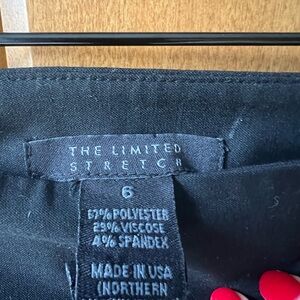 THE LIMITED
STRETCH
6
67% POLYESTER
29% VISCOSE
4% SPANDEX
MADE IN USA
(NORTHERN